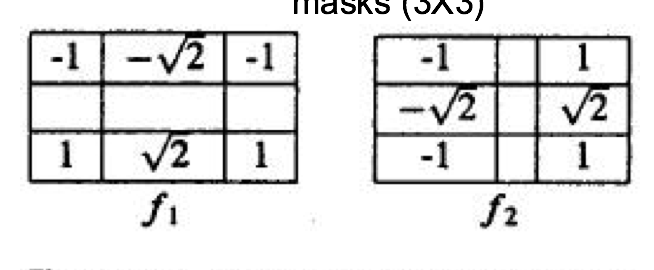 masks (3X3)
-1 −√2 -1 -1 1
−√2 √2
1 √2 1 -1 1
f1 f2